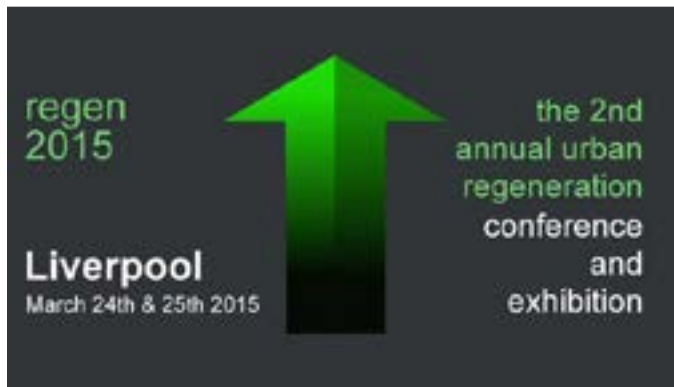 regen
2015
Liverpool
March 24th & 25th 2015
the 2nd
annual urban
regeneration
conference
and
exhibition